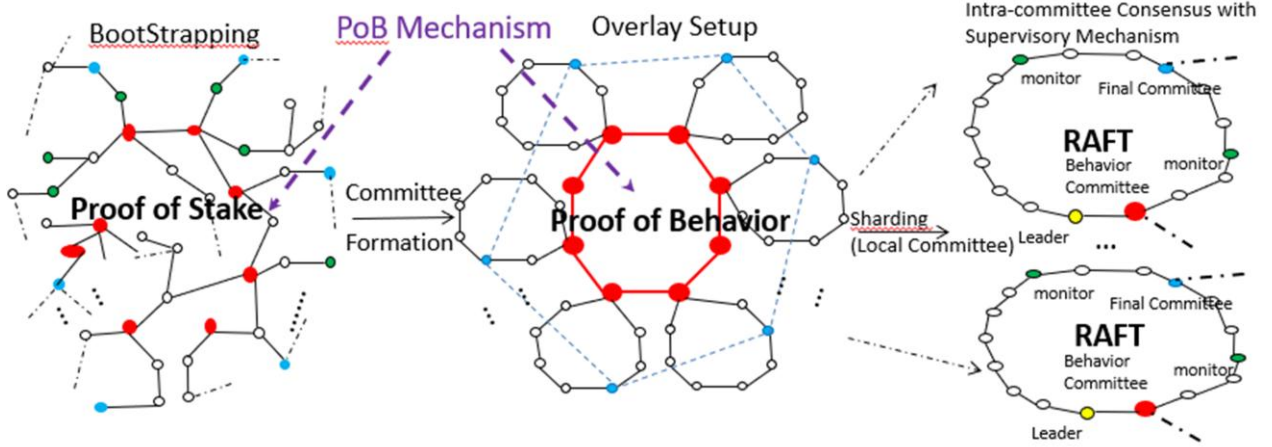 BootStrapping
PoB Mechanism
Overlay Setup
Intra-committee Consensus with
Supervisory Mechanism
Proof of Stake
Committee
Formation
Proof of Behavior
Sharding
(Local Committee)
monitor
Final Committee
RAFT
Behavior
Committee
monitor
Leader
...
monitor
Final Committee
RAFT
Behavior
Committee
monitor
Leader